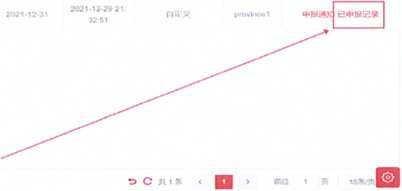 2021-12-31
2021-12-29 21:
32:51
自定义
province1
申报通知 已申报记录
共 1 条
1
前往 1 页
15条/页